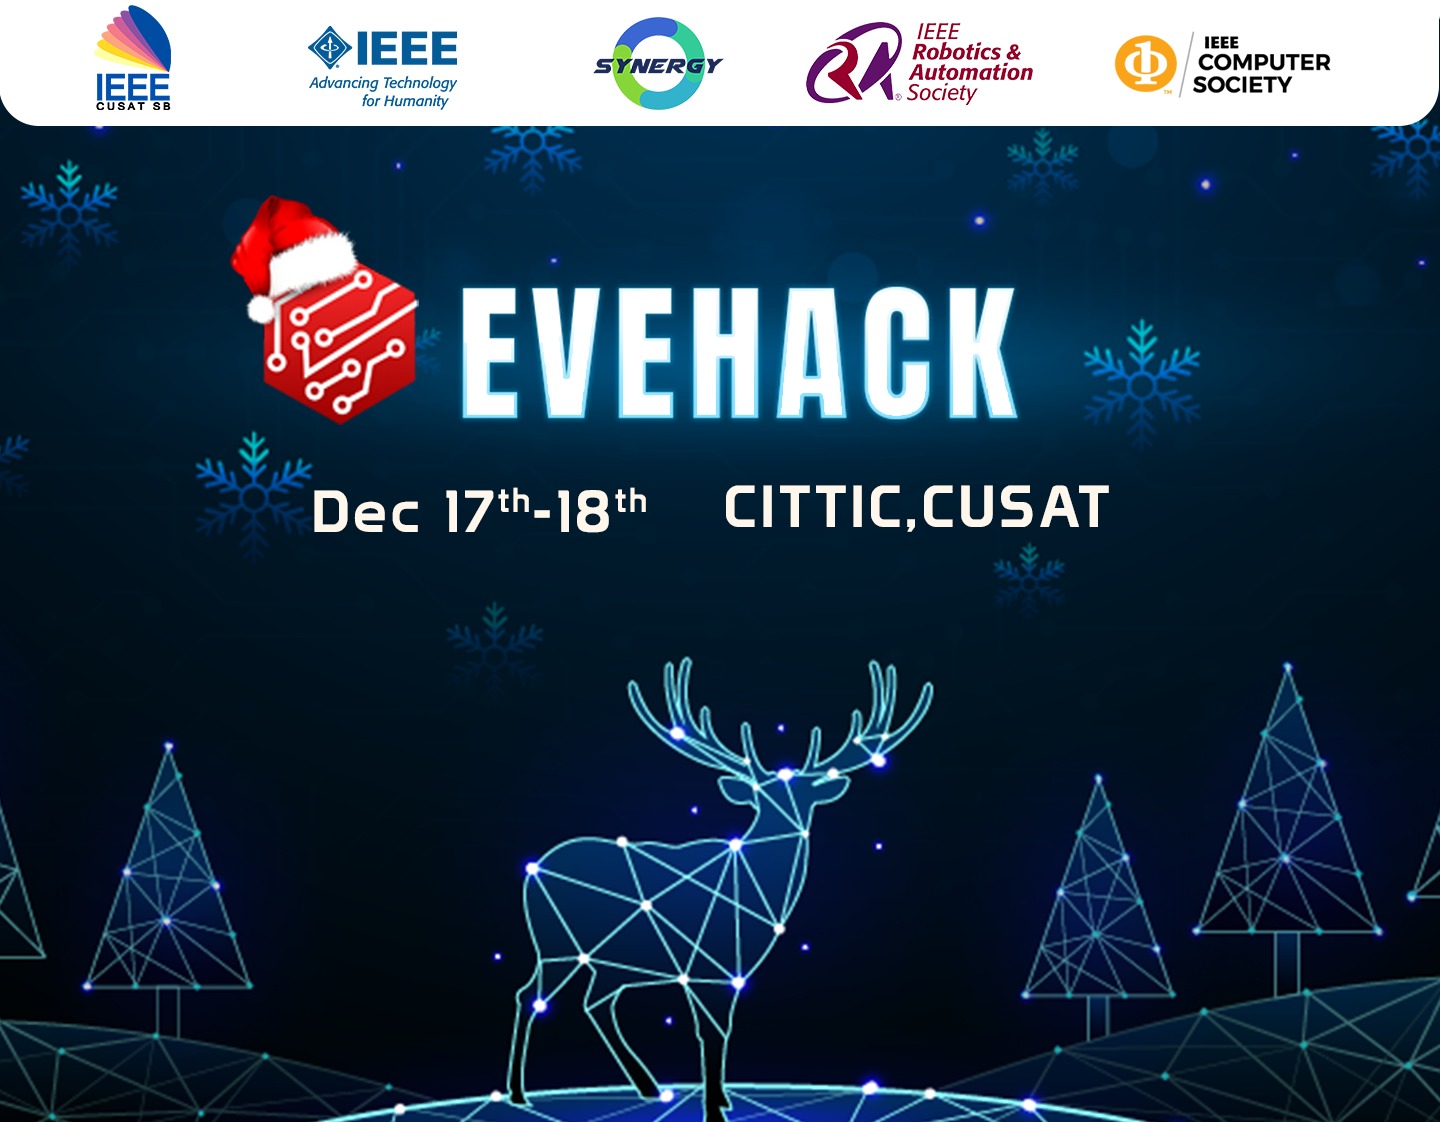 IEEE
CUSAT SB
IEEE
Advancing Technology
for Humanity
SYNERGY
IEEE
Robotics &
Automation
® Society
TM
IEEE
COMPUTER
SOCIETY
EVEHACK
Dec 17th-18th
CITTIC,CUSAT